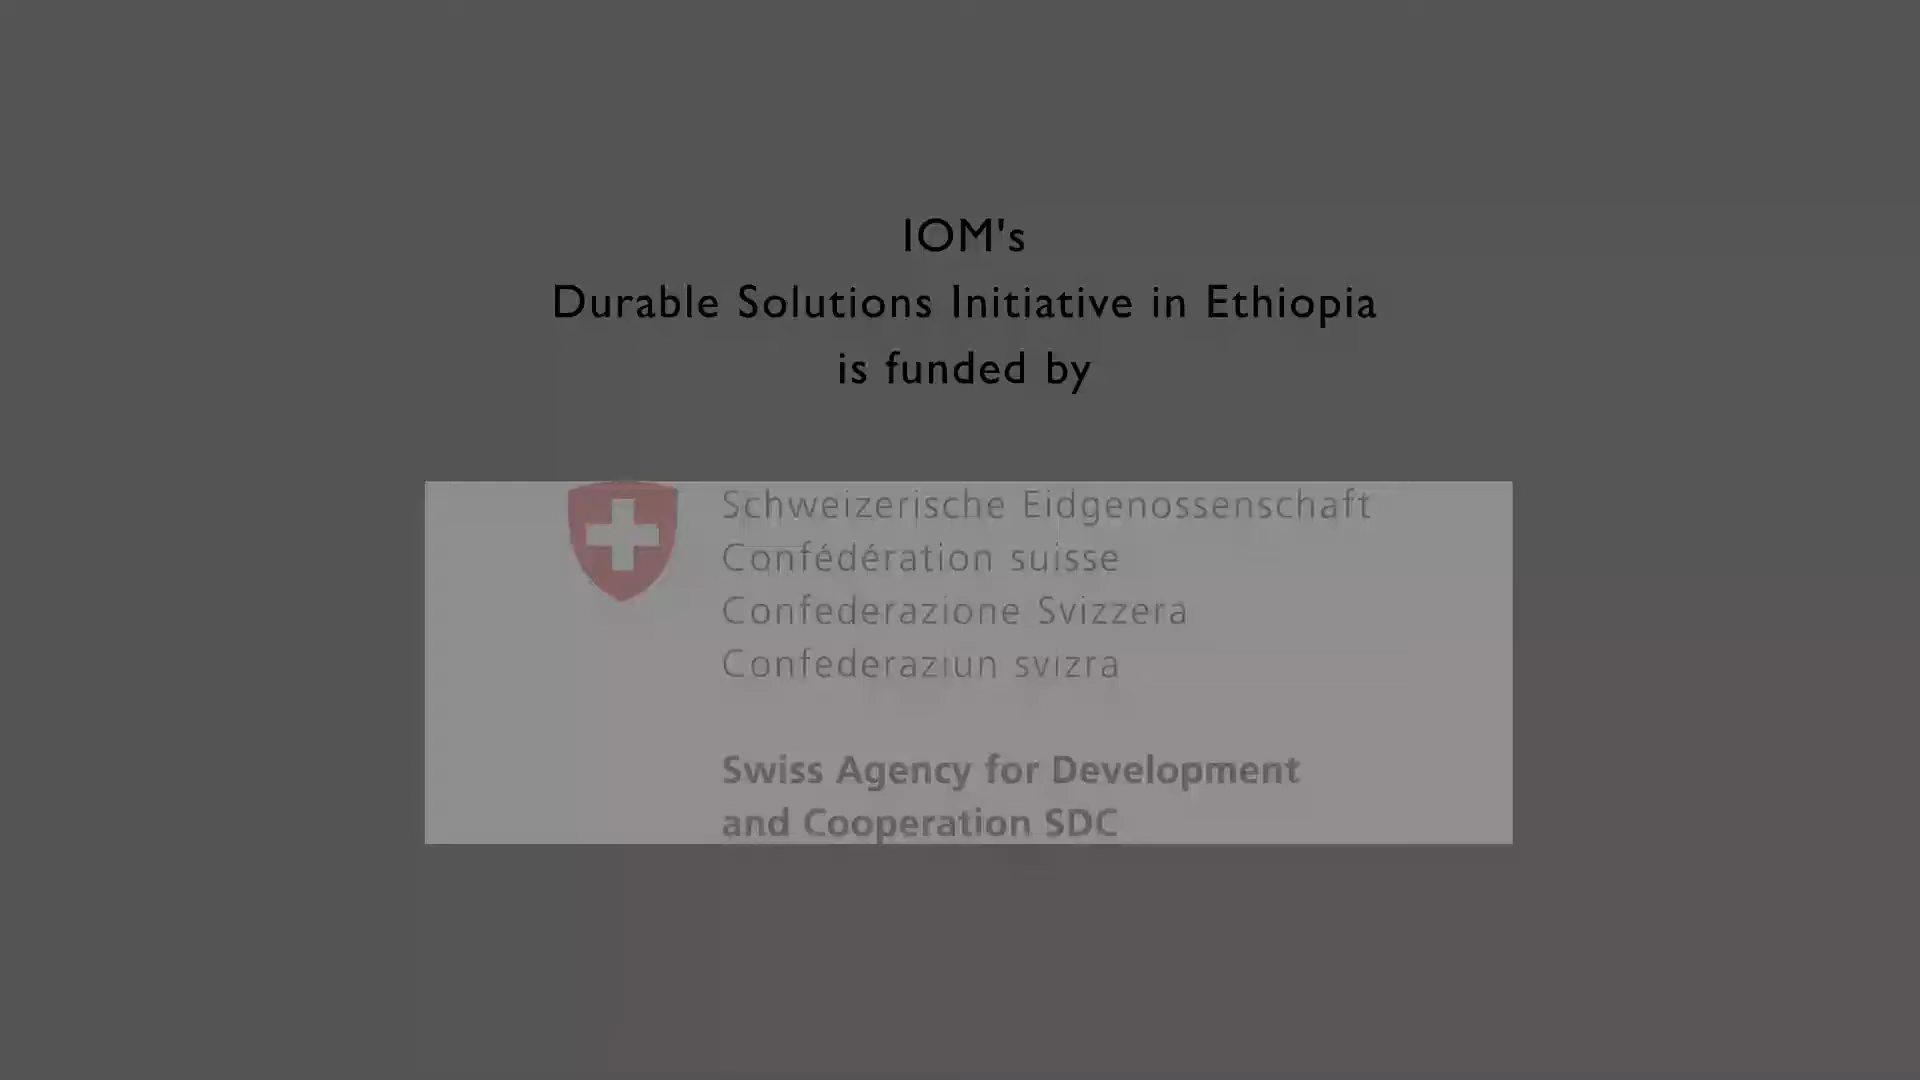 IOM's
Durable Solutions Initiative in Ethiopia
is funded by
Schweizerische Eidgenossenschaft
Confédération suisse
Confederazione Svizzera
Confederaziun svizra
Swiss Agency for Development
and Cooperation SDC